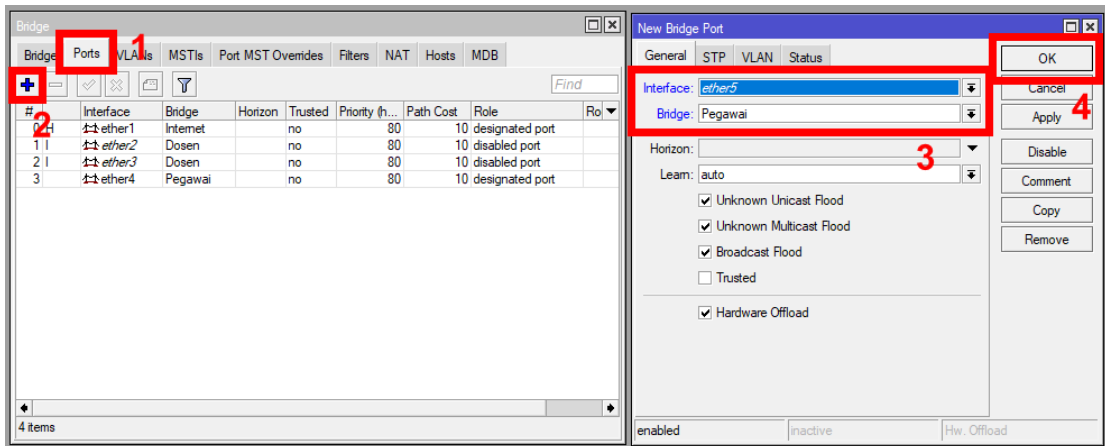 Bridge
Bridge Ports VLANs MSTIs Port MST Overrides Filters NAT Hosts MDB
1
Find
2
# Interface Bridge Horizon Trusted Priority (h... Path Cost Role Ro
0 H ether1 Internet no 80 10 designated port
1 I ether2 Dosen no 80 10 disabled port
2 I ether3 Dosen no 80 10 disabled port
3 ether4 Pegawai no 80 10 designated port
4 items
New Bridge Port
General STP VLAN Status
Interface: ether5
Bridge: Pegawai
3
Horizon:
Learn: auto
Unknown Unicast Flood
Unknown Multicast Flood
Broadcast Flood
Trusted
Hardware Offload
OK
Cancel
4
Apply
Disable
Comment
Copy
Remove
enabled inactive Hw. Offload